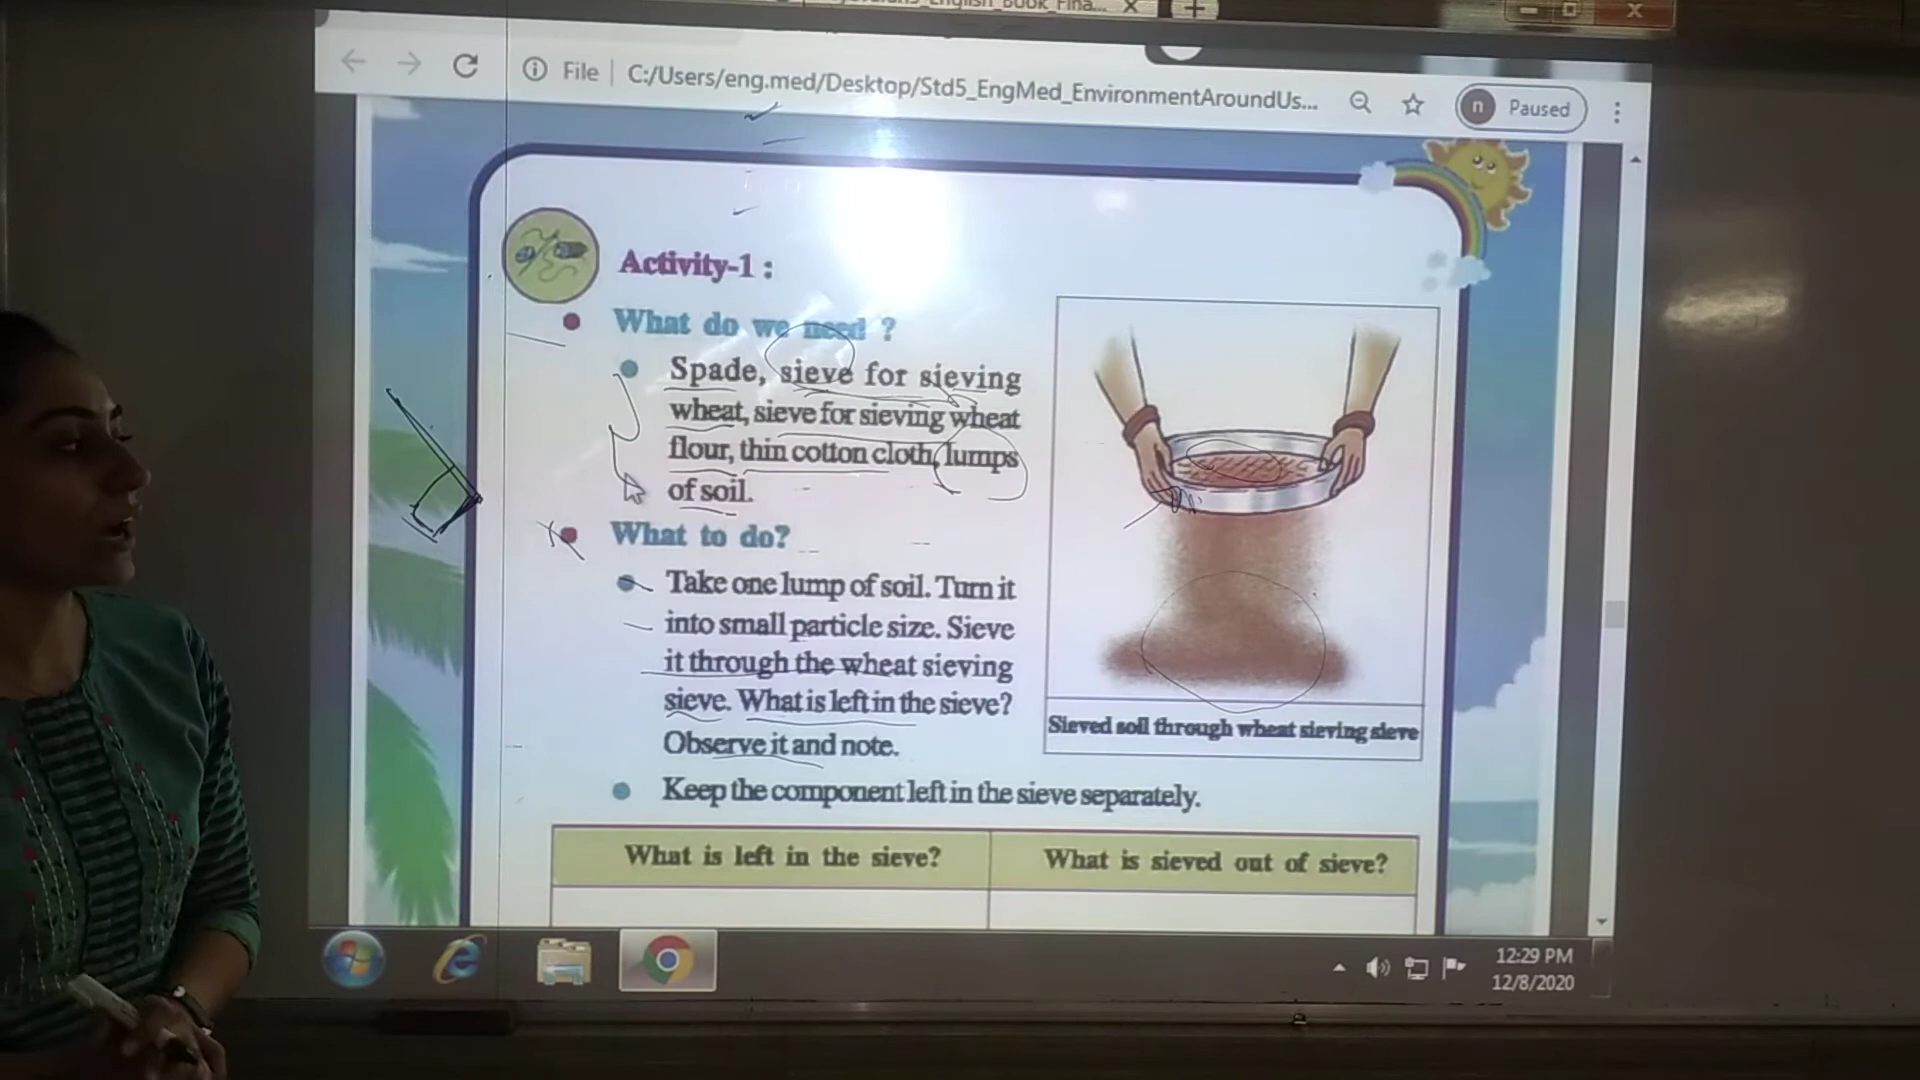 English_Book_Fina...
File
C:/Users/eng.med/Desktop/Std5_EngMed_EnvironmentAroundUs...
n Paused
Activity-1 :
What do we need ?
Spade, sieve for sieving
wheat, sieve for sieving wheat
flour, thin cotton cloth, lumps
of soil.
What to do?
Take one lump of soil. Turn it
into small particle size. Sieve
it through the wheat sieving
sieve. What is left in the sieve?
Observe it and note.
Sieved soil through wheat sieving sieve
Keep the component left in the sieve separately.
What is left in the sieve?
What is sieved out of sieve?
12:29 PM
12/8/2020